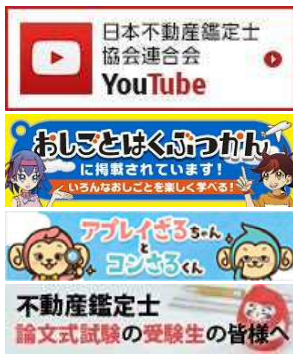 日本不動産鑑定士
協会連合会
YouTube
おしごとはくぶつかん
に掲載されています!
いろんなおしごとを楽しく学べる!
アプレイざるちゃん
と
コンさるくん
不動産鑑定士
論文式試験の受験生の皆様へ